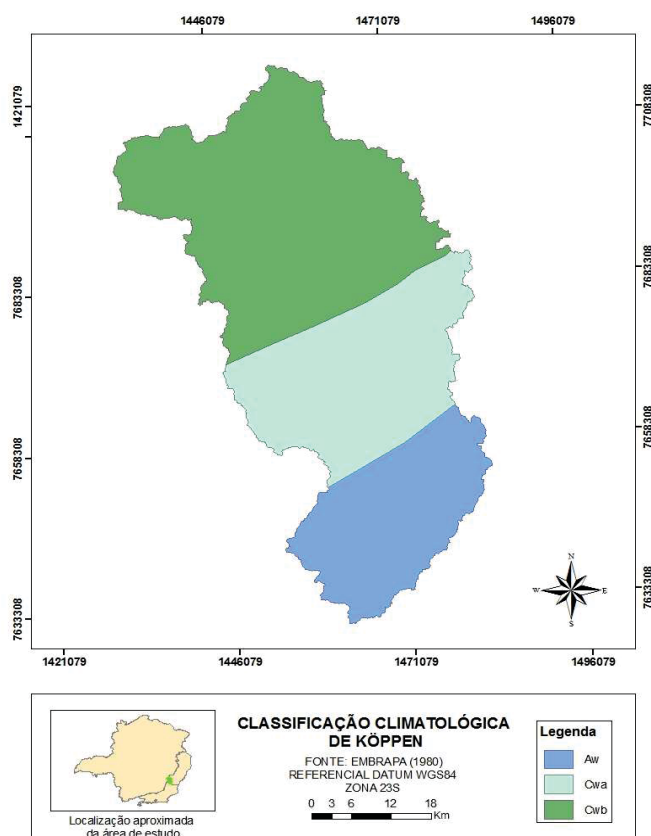 1446079 1471079 1496079
1421079
7708308
7683308
7683308
7658308
7658308
7633308
7633308
N
W E
S
1421079 1446079 1471079 1496079
CLASSIFICAÇÃO CLIMATOLÓGICA
DE KÖPPEN
FONTE: EMBRAPA (1980)
REFERENCIAL DATUM WGS84
ZONA 23S
0 3 6 12 18
Km
Legenda
Aw
Cwa
Cwb
Localização aproximada
da área de estudo